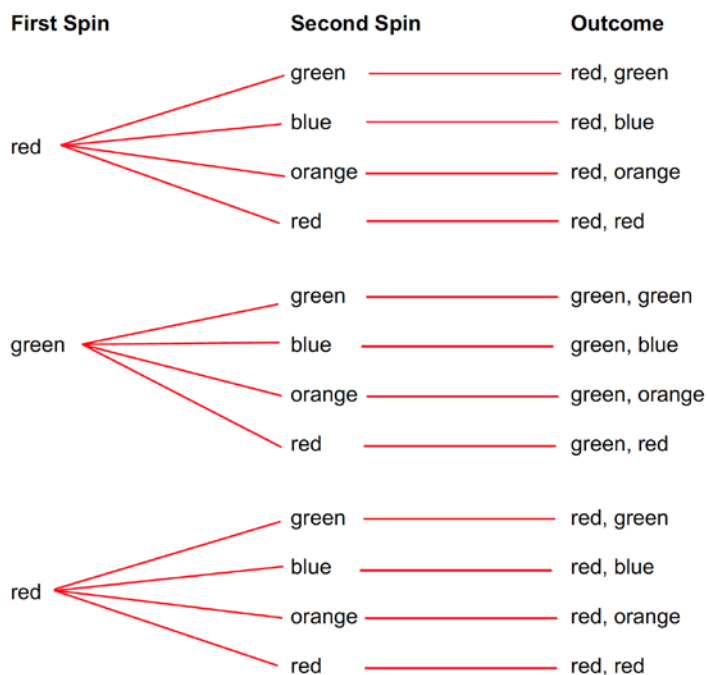 First Spin Second Spin Outcome
green red, green
blue red, blue
red
orange red, orange
red red, red
green green, green
green blue green, blue
orange green, orange
red green, red
green red, green
blue red, blue
red
orange red, orange
red red, red